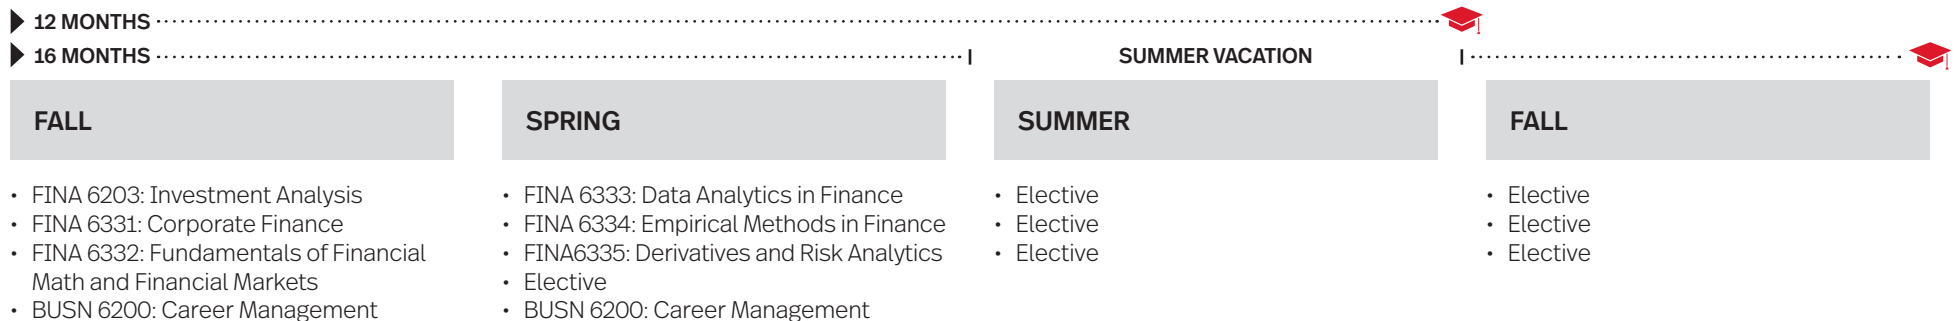 12 MONTHS
16 MONTHS
SUMMER VACATION
FALL
• FINA 6203: Investment Analysis
• FINA 6331: Corporate Finance
• FINA 6332: Fundamentals of Financial
Math and Financial Markets
• BUSN 6200: Career Management
SPRING
• FINA 6333: Data Analytics in Finance
• FINA 6334: Empirical Methods in Finance
• FINA6335: Derivatives and Risk Analytics
• Elective
• BUSN 6200: Career Management
SUMMER
• Elective
• Elective
• Elective
FALL
• Elective
• Elective
• Elective